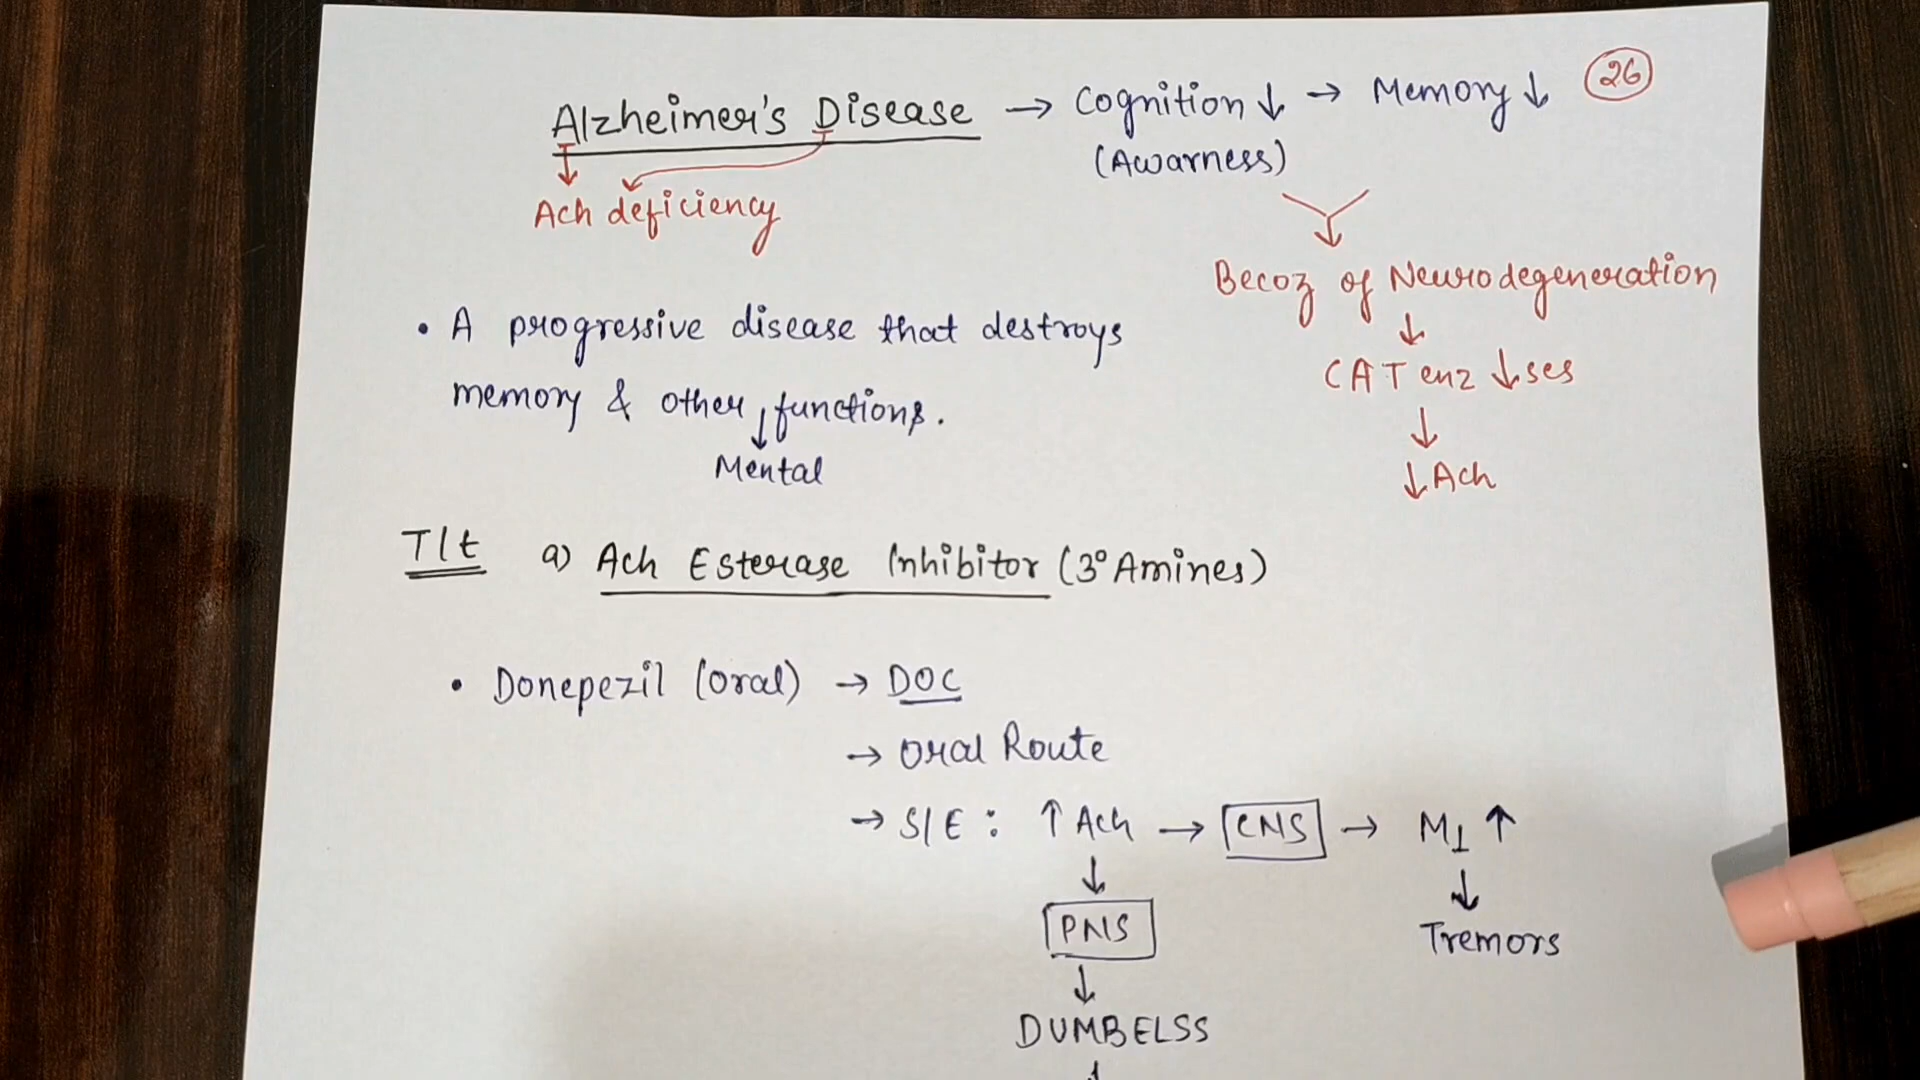 Alzheimer's Disease → Cognition ↓ → Memory ↓ 26
(Awarness)
Ach deficiency
Becoz of Neurodegeneration
↓
CAT enz ↓ses
↓
↓Ach
• A progressive disease that destroys
memory & other functions.
Mental
T/t a) Ach Esterase Inhibitor (3° Amines)
• Donepezil (oral) → DOC
→ Oral Route
→ S/E : ↑ Ach → CNS → M1 ↑
↓ ↓
PNS Tremors
↓
DUMBELSS